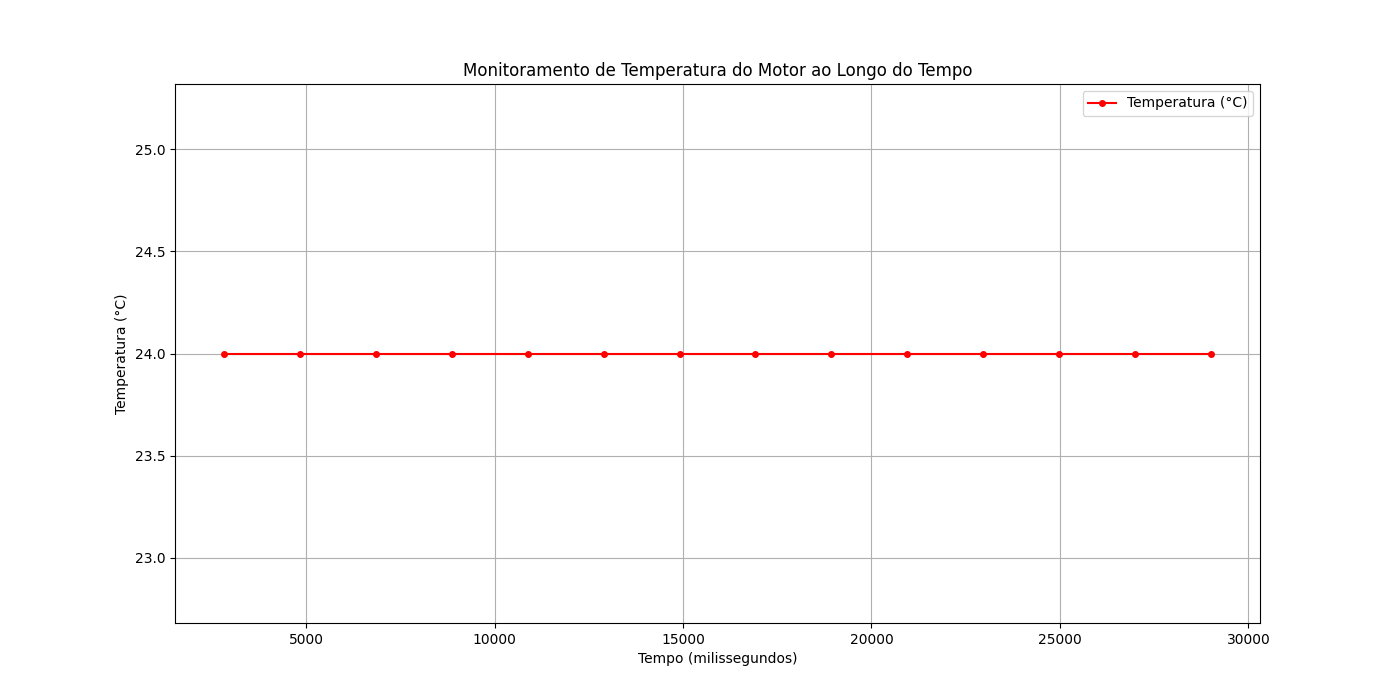 Monitoramento de Temperatura do Motor ao Longo do Tempo
Temperatura (°C)
25.0
24.5
24.0
23.5
23.0
Temperatura (°C)
5000
10000
15000
20000
25000
30000
Tempo (milissegundos)